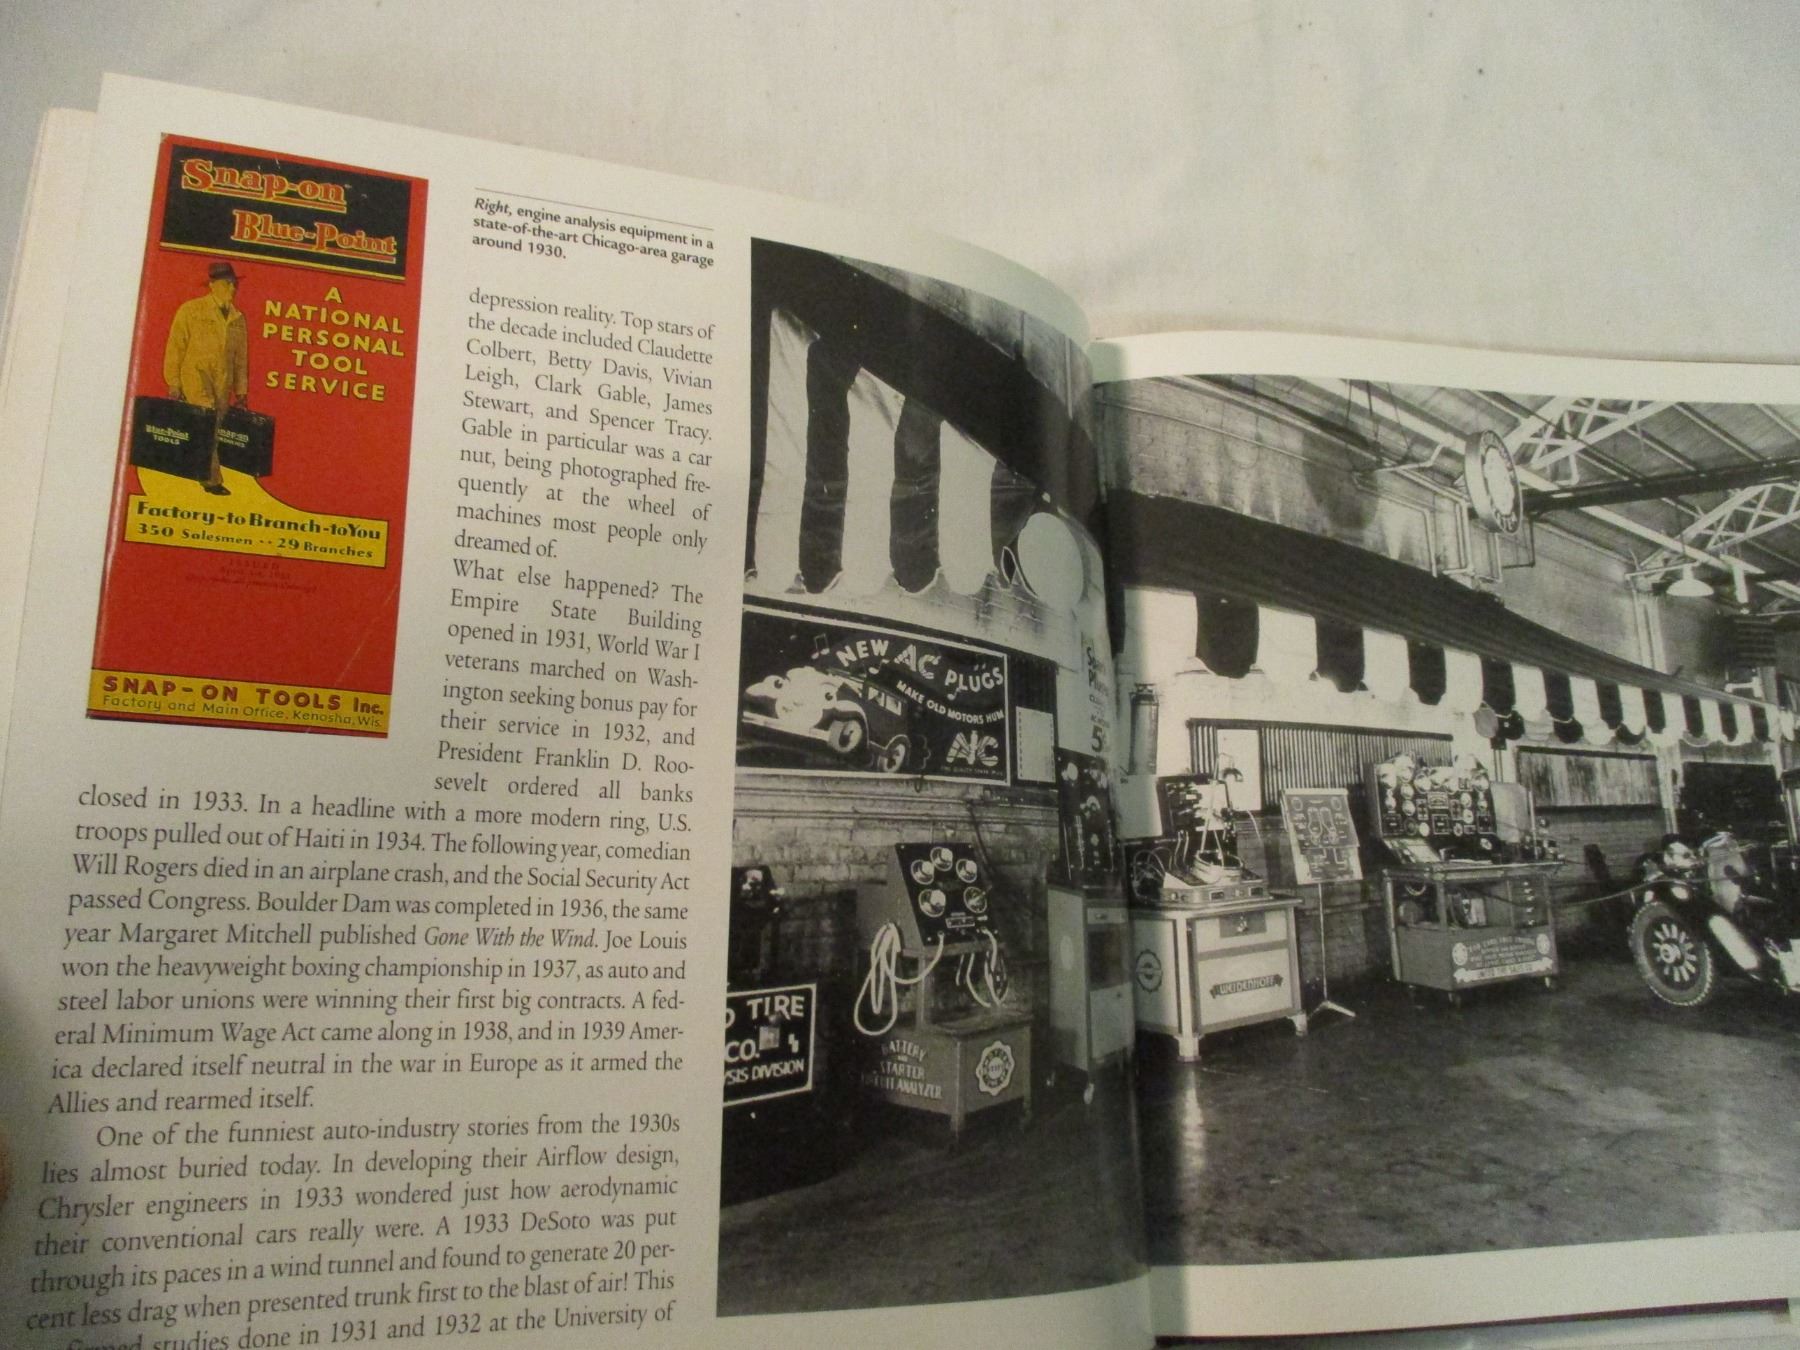 Snap-on
Blue-Point
A
NATIONAL
PERSONAL
TOOL
SERVICE
Blue-Point
TOOLS
Snap-on
Factory-to Branch-to You
350 Salesmen ·· 29 Branches
ISSUED
SNAP-ON TOOLS Inc.
Factory and Main Office, Kenosha, Wis.
Right, engine analysis equipment in a
state-of-the-art Chicago-area garage
around 1930.
depression reality. Top stars of
the decade included Claudette
Colbert, Betty Davis, Vivian
Leigh, Clark Gable, James
Stewart, and Spencer Tracy.
Gable in particular was a car
nut, being photographed fre-
quently at the wheel of
machines most people only
dreamed of.
What else happened? The
Empire State Building
opened in 1931, World War I
veterans marched on Wash-
ington seeking bonus pay for
their service in 1932, and
President Franklin D. Roo-
sevelt ordered all banks
closed in 1933. In a headline with a more modern ring, U.S.
troops pulled out of Haiti in 1934. The following year, comedian
Will Rogers died in an airplane crash, and the Social Security Act
passed Congress. Boulder Dam was completed in 1936, the same
year Margaret Mitchell published Gone With the Wind. Joe Louis
won the heavyweight boxing championship in 1937, as auto and
steel labor unions were winning their first big contracts. A fed-
eral Minimum Wage Act came along in 1938, and in 1939 Amer-
ica declared itself neutral in the war in Europe as it armed the
Allies and rearmed itself.
One of the funniest auto-industry stories from the 1930s
lies almost buried today. In developing their Airflow design,
Chrysler engineers in 1933 wondered just how aerodynamic
their conventional cars really were. A 1933 DeSoto was put
through its paces in a wind tunnel and found to generate 20 per-
cent less drag when presented trunk first to the blast of air! This
studies done in 1931 and 1932 at the University of
NEW AC PLUGS
MAKE OLD MOTORS HUM
AC
TIRE
CO.
DIVISION
BATTERY
STARTER
CIRCUIT ANALYZER
WEIDENHOFF